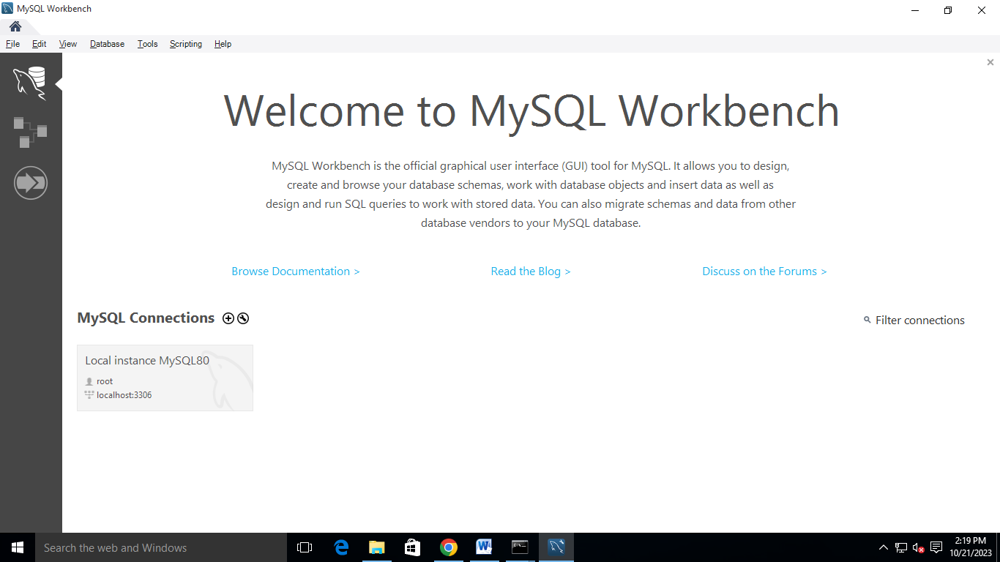 MySQL Workbench
File Edit View Database Tools Scripting Help
Welcome to MySQL Workbench
MySQL Workbench is the official graphical user interface (GUI) tool for MySQL. It allows you to design,
create and browse your database schemas, work with database objects and insert data as well as
design and run SQL queries to work with stored data. You can also migrate schemas and data from other
database vendors to your MySQL database.
Browse Documentation > Read the Blog > Discuss on the Forums >
MySQL Connections
Filter connections
Local instance MySQL80
root
localhost:3306
Search the web and Windows
2:19 PM
10/21/2023